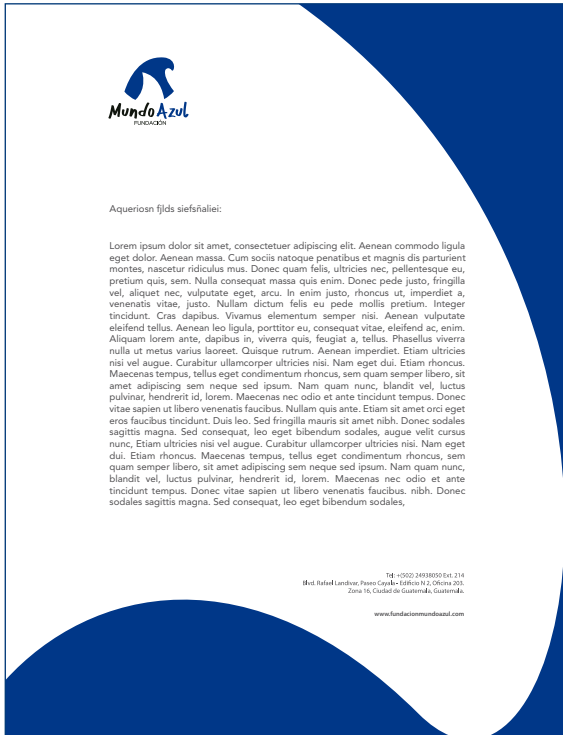 Mundo Azul
FUNDACIÓN
Aqueriosn fjlds siefsñaliei:
Lorem ipsum dolor sit amet, consectetuer adipiscing elit. Aenean commodo ligula
eget dolor. Aenean massa. Cum sociis natoque penatibus et magnis dis parturient
montes, nascetur ridiculus mus. Donec quam felis, ultricies nec, pellentesque eu,
pretium quis, sem. Nulla consequat massa quis enim. Donec pede justo, fringilla
vel, aliquet nec, vulputate eget, arcu. In enim justo, rhoncus ut, imperdiet a,
venenatis vitae, justo. Nullam dictum felis eu pede mollis pretium. Integer
tincidunt. Cras dapibus. Vivamus elementum semper nisi. Aenean vulputate
eleifend tellus. Aenean leo ligula, porttitor eu, consequat vitae, eleifend ac, enim.
Aliquam lorem ante, dapibus in, viverra quis, feugiat a, tellus. Phasellus viverra
nulla ut metus varius laoreet. Quisque rutrum. Aenean imperdiet. Etiam ultricies
nisi vel augue. Curabitur ullamcorper ultricies nisi. Nam eget dui. Etiam rhoncus.
Maecenas tempus, tellus eget condimentum rhoncus, sem quam semper libero, sit
amet adipiscing sem neque sed ipsum. Nam quam nunc, blandit vel, luctus
pulvinar, hendrerit id, lorem. Maecenas nec odio et ante tincidunt tempus. Donec
vitae sapien ut libero venenatis faucibus. Nullam quis ante. Etiam sit amet orci eget
eros faucibus tincidunt. Duis leo. Sed fringilla mauris sit amet nibh. Donec sodales
sagittis magna. Sed consequat, leo eget bibendum sodales, augue velit cursus
nunc, Etiam ultricies nisi vel augue. Curabitur ullamcorper ultricies nisi. Nam eget
dui. Etiam rhoncus. Maecenas tempus, tellus eget condimentum rhoncus, sem
quam semper libero, sit amet adipiscing sem neque sed ipsum. Nam quam nunc,
blandit vel, luctus pulvinar, hendrerit id, lorem. Maecenas nec odio et ante
tincidunt tempus. Donec vitae sapien ut libero venenatis faucibus. nibh. Donec
sodales sagittis magna. Sed consequat, leo eget bibendum sodales,
Tel: +(502) 24938050 Ext. 214
Blvd. Rafael Landivar, Paseo Cayala • Edificio N 2, Oficina 203.
Zona 16, Ciudad de Guatemala, Guatemala.
www.fundacionmundoazul.com